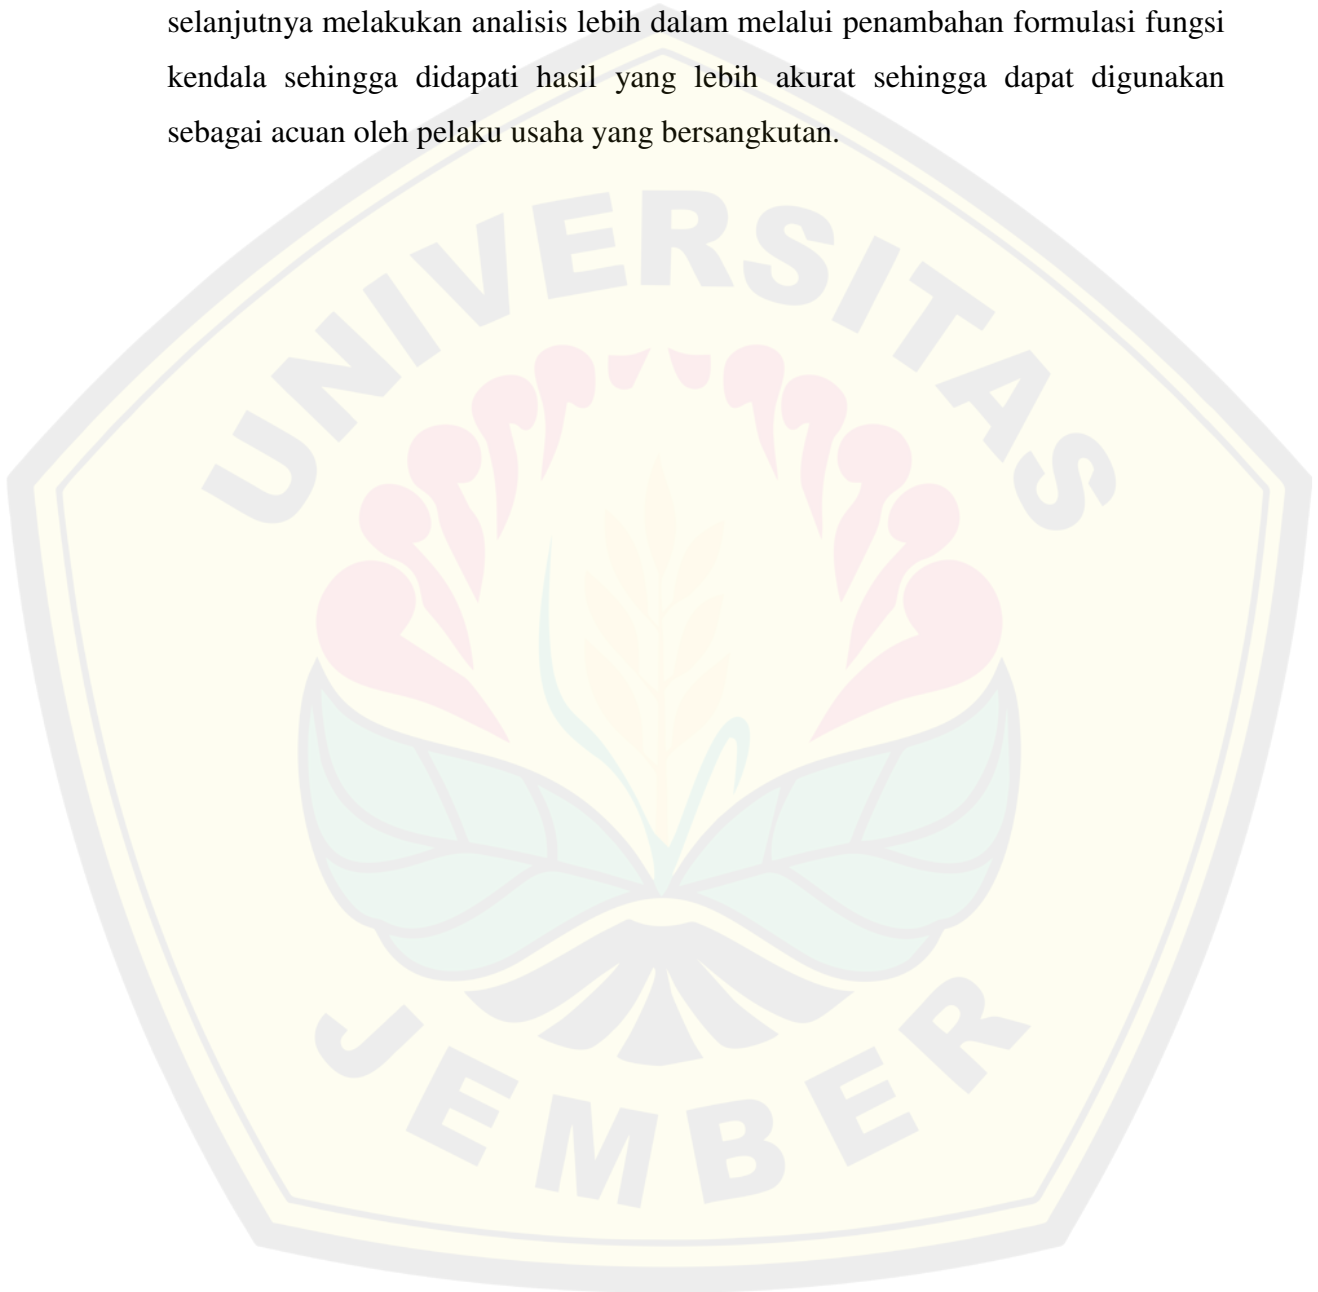 selanjutnya melakukan analisis lebih dalam melalui penambahan formulasi fungsi
kendala sehingga didapati hasil yang lebih akurat sehingga dapat digunakan
sebagai acuan oleh pelaku usaha yang bersangkutan.
UNIVERSITAS
JEMBER